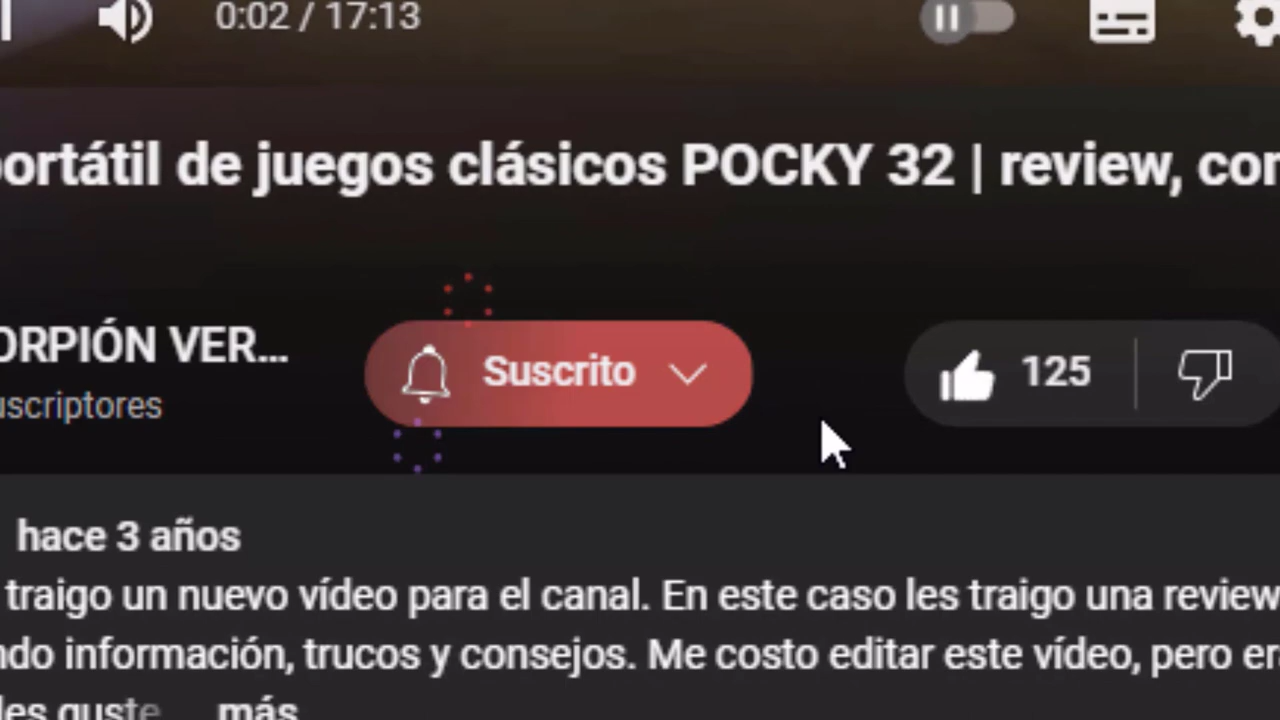 0:02 / 17:13
portátil de juegos clásicos POCKY 32 | review, con
ORPIÓN VER...
uscriptores
Suscrito
125
hace 3 años
traigo un nuevo vídeo para el canal. En este caso les traigo una review
ndo información, trucos y consejos. Me costo editar este vídeo, pero er
les guste ... más